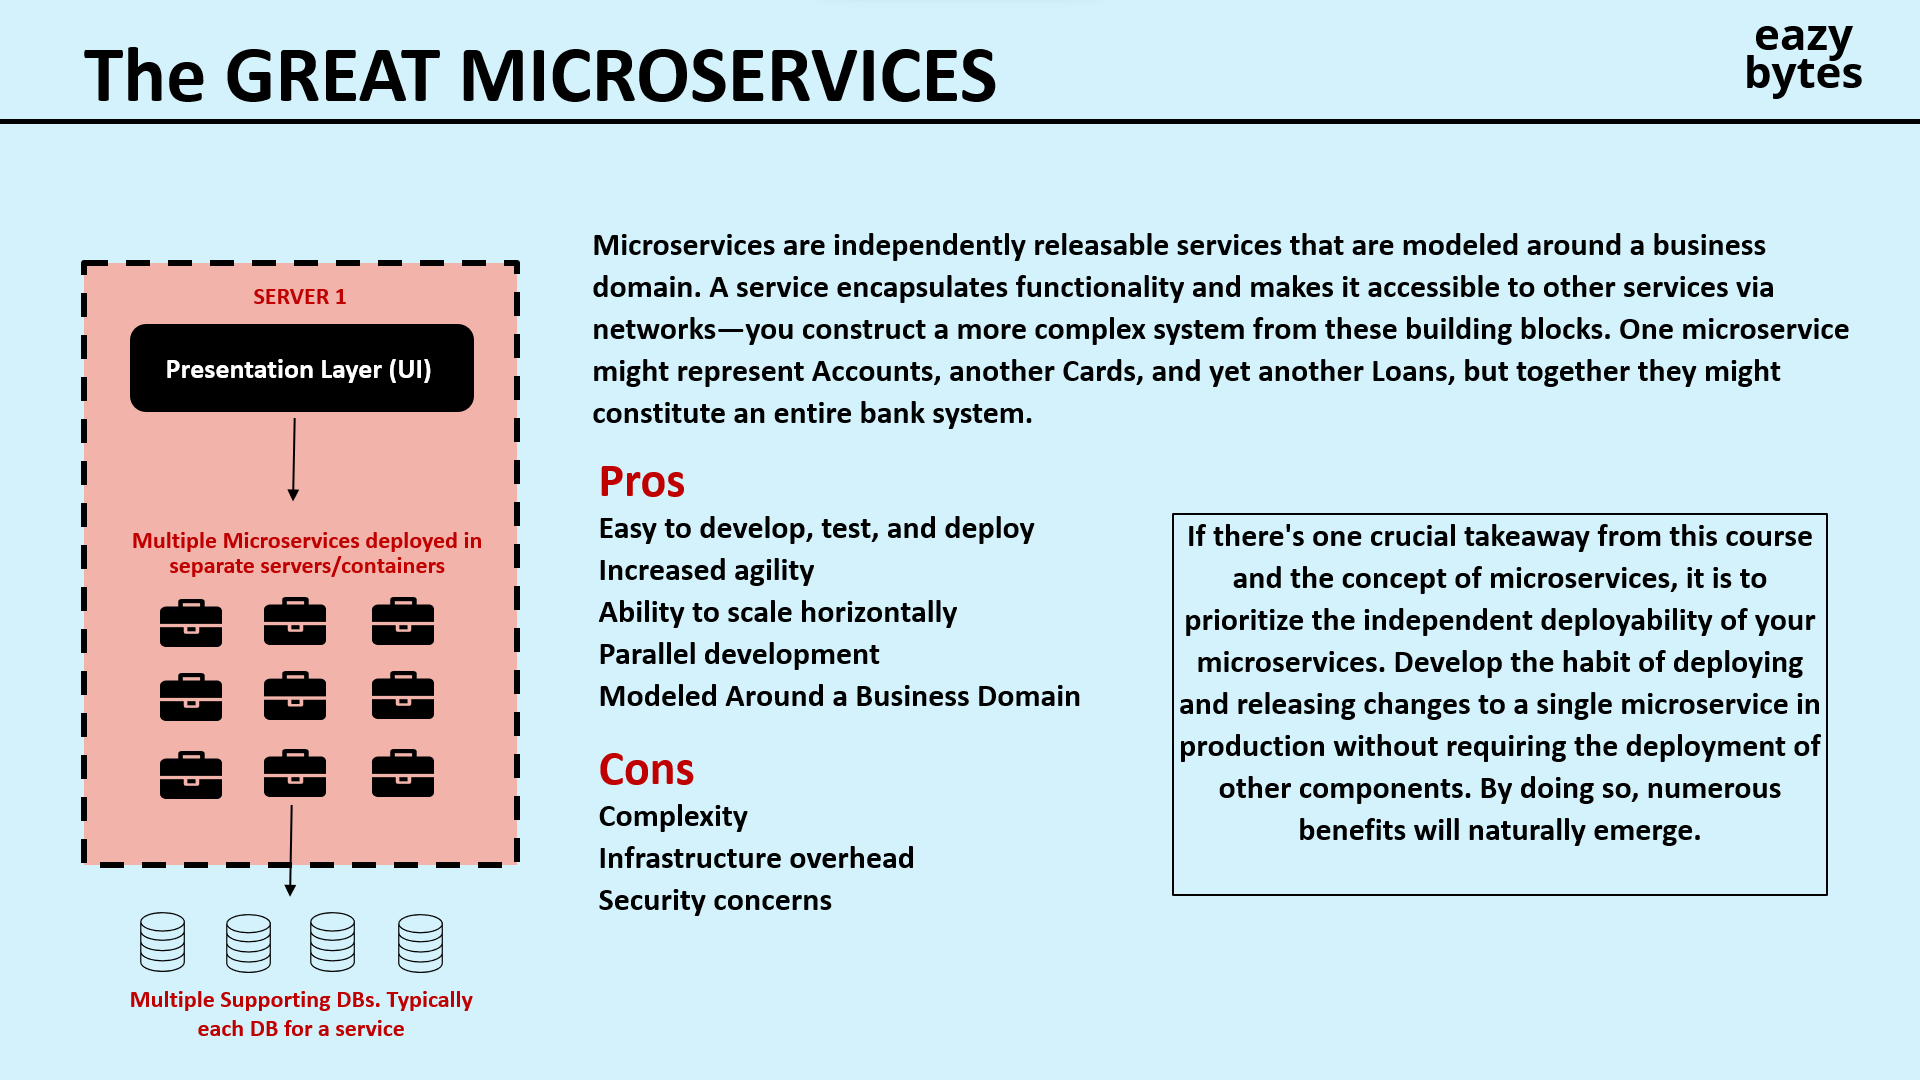 The GREAT MICROSERVICES
eazy
bytes
SERVER 1
Presentation Layer (UI)
Multiple Microservices deployed in
separate servers/containers
Multiple Supporting DBs. Typically
each DB for a service
Microservices are independently releasable services that are modeled around a business
domain. A service encapsulates functionality and makes it accessible to other services via
networks—you construct a more complex system from these building blocks. One microservice
might represent Accounts, another Cards, and yet another Loans, but together they might
constitute an entire bank system.
Pros
Easy to develop, test, and deploy
Increased agility
Ability to scale horizontally
Parallel development
Modeled Around a Business Domain
Cons
Complexity
Infrastructure overhead
Security concerns
If there's one crucial takeaway from this course
and the concept of microservices, it is to
prioritize the independent deployability of your
microservices. Develop the habit of deploying
and releasing changes to a single microservice in
production without requiring the deployment of
other components. By doing so, numerous
benefits will naturally emerge.